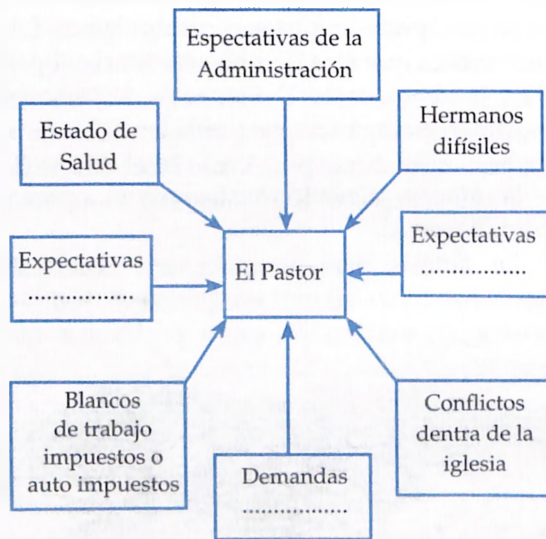 Espectativas de la
Administración
Estado de
Salud
Hermanos
diffísiles
Expectativas
..................
El Pastor
Expectativas
..................
Blancos
de trabajo
impuestos o
auto impuestos
Demandas
..................
Conflictos
dentra de la
iglesia